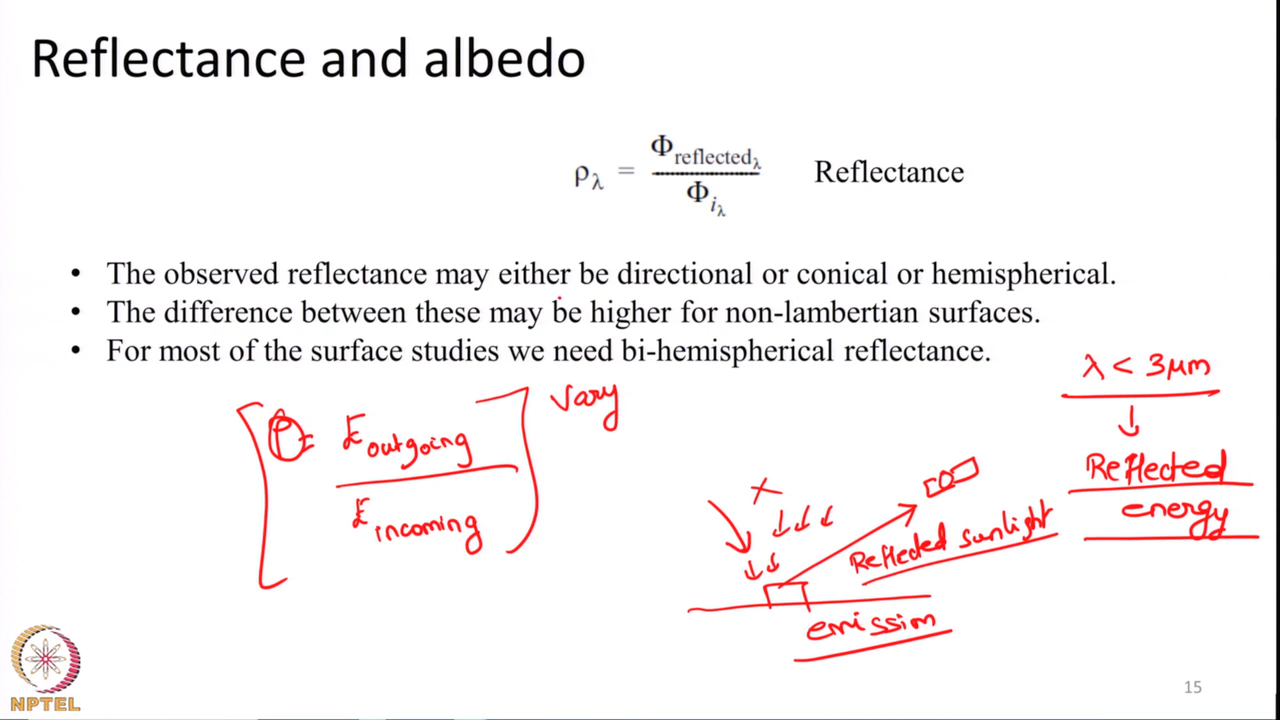 Reflectance and albedo
ρλ = Φreflectedλ / Φiλ Reflectance
• The observed reflectance may either be directional or conical or hemispherical.
• The difference between these may be higher for non-lambertian surfaces.
• For most of the surface studies we need bi-hemispherical reflectance.
λ < 3μm
↓
Reflected
energy
[ρ = Eoutgoing / Eincoming] vary
Reflected sunlight
emission
NPTEL
15